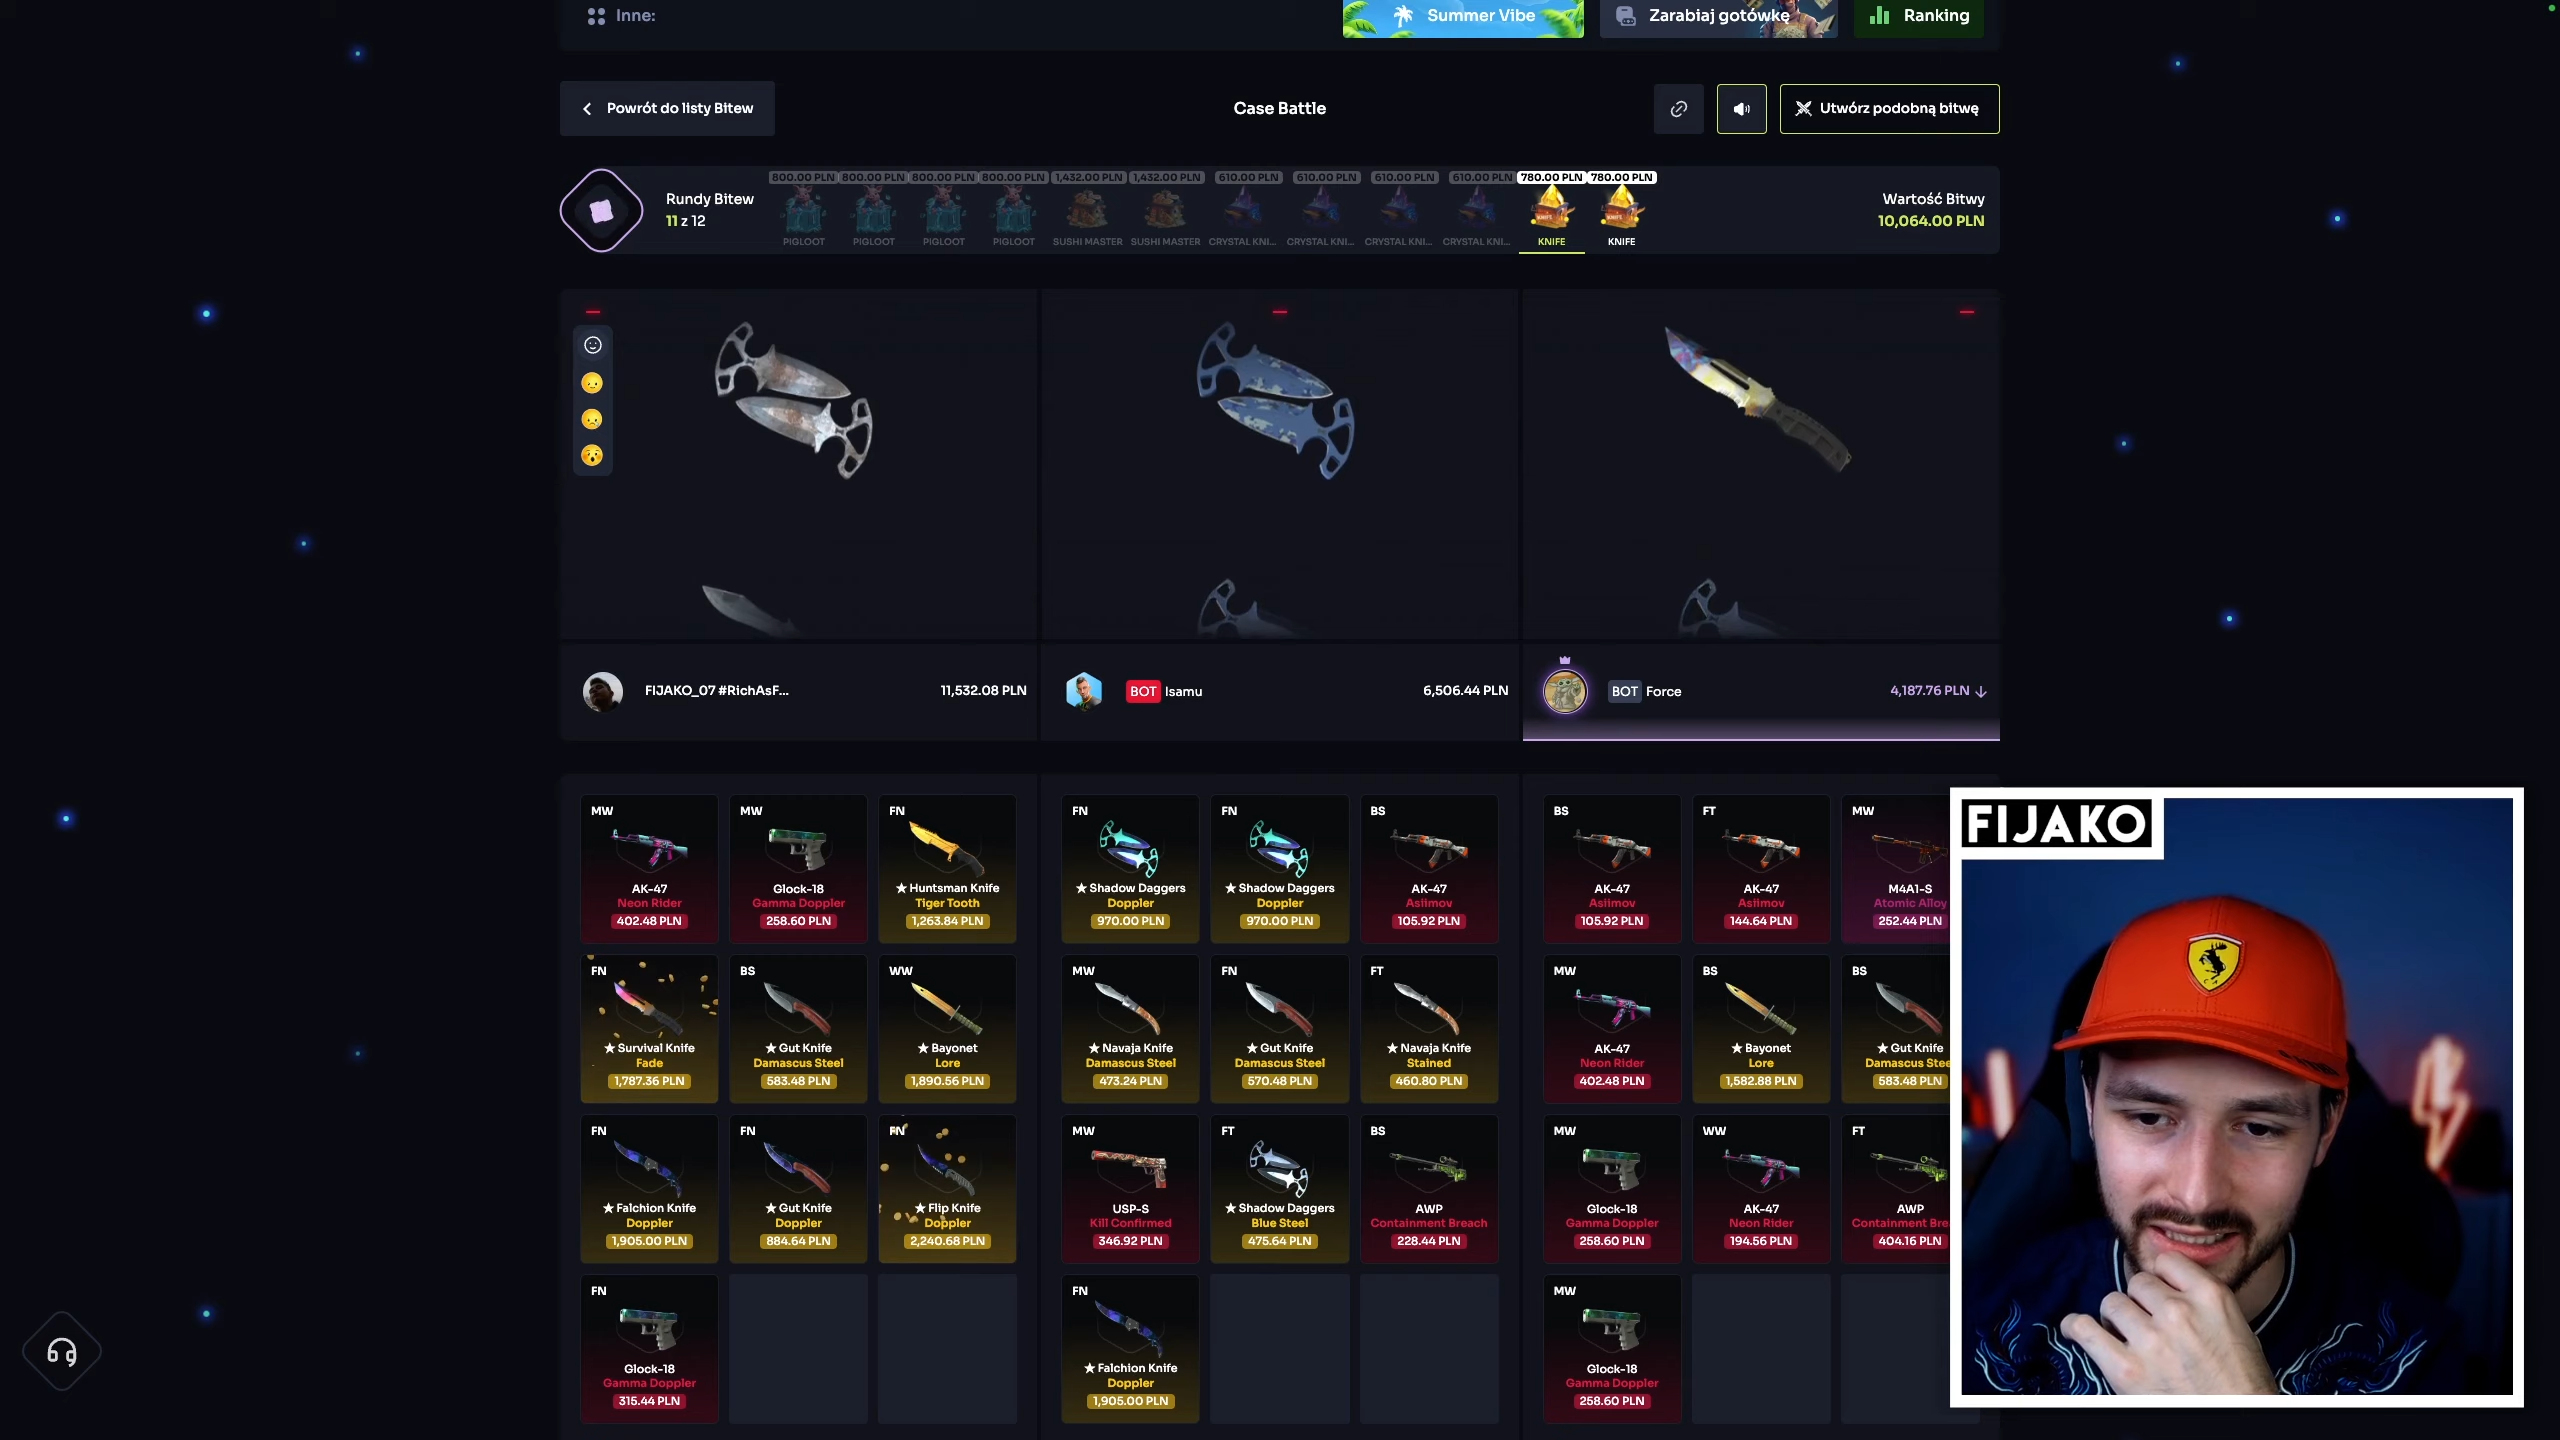 Inne:
Summer Vibe
Zarabiaj gotówkę
Ranking
Powrót do listy Bitew
Case Battle
Utwórz podobną bitwę
Rundy Bitew
11 z 12
800.00 PLN
PIGLOOT
800.00 PLN
PIGLOOT
800.00 PLN
PIGLOOT
800.00 PLN
PIGLOOT
1,432.00 PLN
SUSHI MASTER
1,432.00 PLN
SUSHI MASTER
610.00 PLN
CRYSTAL KNI...
610.00 PLN
CRYSTAL KNI...
610.00 PLN
CRYSTAL KNI...
610.00 PLN
CRYSTAL KNI...
780.00 PLN
KNIFE
780.00 PLN
KNIFE
Wartość Bitwy
10,064.00 PLN
FIJAKO_07 #RichAsF...
11,532.08 PLN
BOT Isamu
6,506.44 PLN
BOT Force
4,187.76 PLN
MW
AK-47
Neon Rider
402.48 PLN
MW
Glock-18
Gamma Doppler
258.60 PLN
FN
★ Huntsman Knife
Tiger Tooth
1,263.84 PLN
FN
★ Survival Knife
Fade
1,787.36 PLN
BS
★ Gut Knife
Damascus Steel
583.48 PLN
WW
★ Bayonet
Lore
1,890.56 PLN
FN
★ Falchion Knife
Doppler
1,905.00 PLN
FN
★ Gut Knife
Doppler
884.64 PLN
FN
★ Flip Knife
Doppler
2,240.68 PLN
FN
Glock-18
Gamma Doppler
315.44 PLN
FN
★ Shadow Daggers
Doppler
970.00 PLN
FN
★ Shadow Daggers
Doppler
970.00 PLN
BS
AK-47
Asiimov
105.92 PLN
MW
★ Navaja Knife
Damascus Steel
473.24 PLN
FN
★ Gut Knife
Damascus Steel
570.48 PLN
FT
★ Navaja Knife
Stained
460.80 PLN
MW
USP-S
Kill Confirmed
346.92 PLN
FT
★ Shadow Daggers
Blue Steel
475.64 PLN
BS
AWP
Containment Breach
228.44 PLN
FN
★ Falchion Knife
Doppler
1,905.00 PLN
BS
AK-47
Asiimov
105.92 PLN
FT
AK-47
Asiimov
144.64 PLN
MW
M4A1-S
Atomic Alloy
252.44 PLN
MW
AK-47
Neon Rider
402.48 PLN
BS
★ Bayonet
Lore
1,582.88 PLN
BS
★ Gut Knife
Damascus Stee
583.48 PLN
MW
Glock-18
Gamma Doppler
258.60 PLN
WW
AK-47
Neon Rider
194.56 PLN
FT
AWP
Containment Brea
404.16 PLN
MW
Glock-18
Gamma Doppler
258.60 PLN
FIJAKO